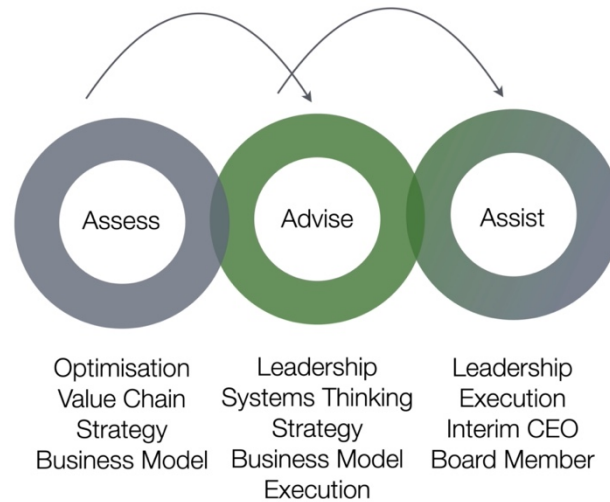 Assess
Advise
Assist
Optimisation
Value Chain
Strategy
Business Model
Leadership
Systems Thinking
Strategy
Business Model
Execution
Leadership
Execution
Interim CEO
Board Member